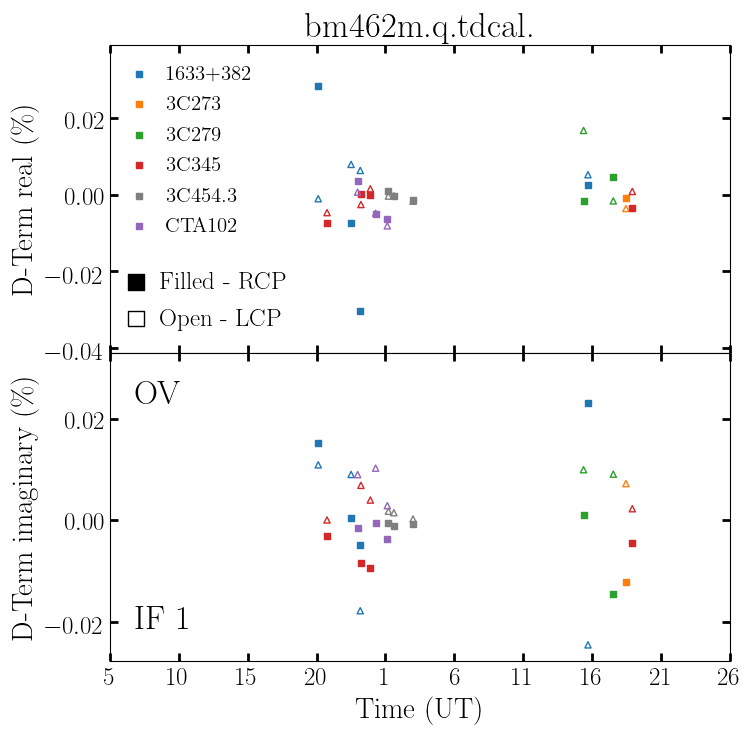 bm462m.q.tdcal.
D-Term real (%)
0.02
0.00
−0.02
−0.04
1633+382
3C273
3C279
3C345
3C454.3
CTA102
Filled - RCP
Open - LCP
D-Term imaginary (%)
0.02
0.00
−0.02
OV
IF 1
5 10 15 20 1 6 11 16 21 26
Time (UT)